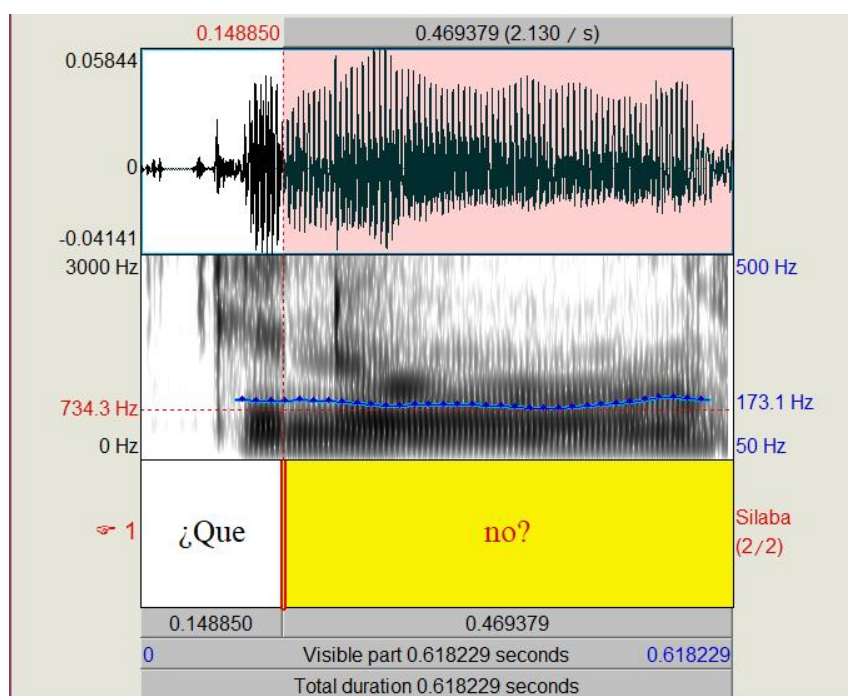 0.148850 0.469379 (2.130 / s)
0.05844
0
-0.04141
3000 Hz 500 Hz
734.3 Hz 173.1 Hz
0 Hz 50 Hz
☞ 1 ¿Que no? Silaba
(2/2)
0.148850 0.469379
0 Visible part 0.618229 seconds 0.618229
Total duration 0.618229 seconds